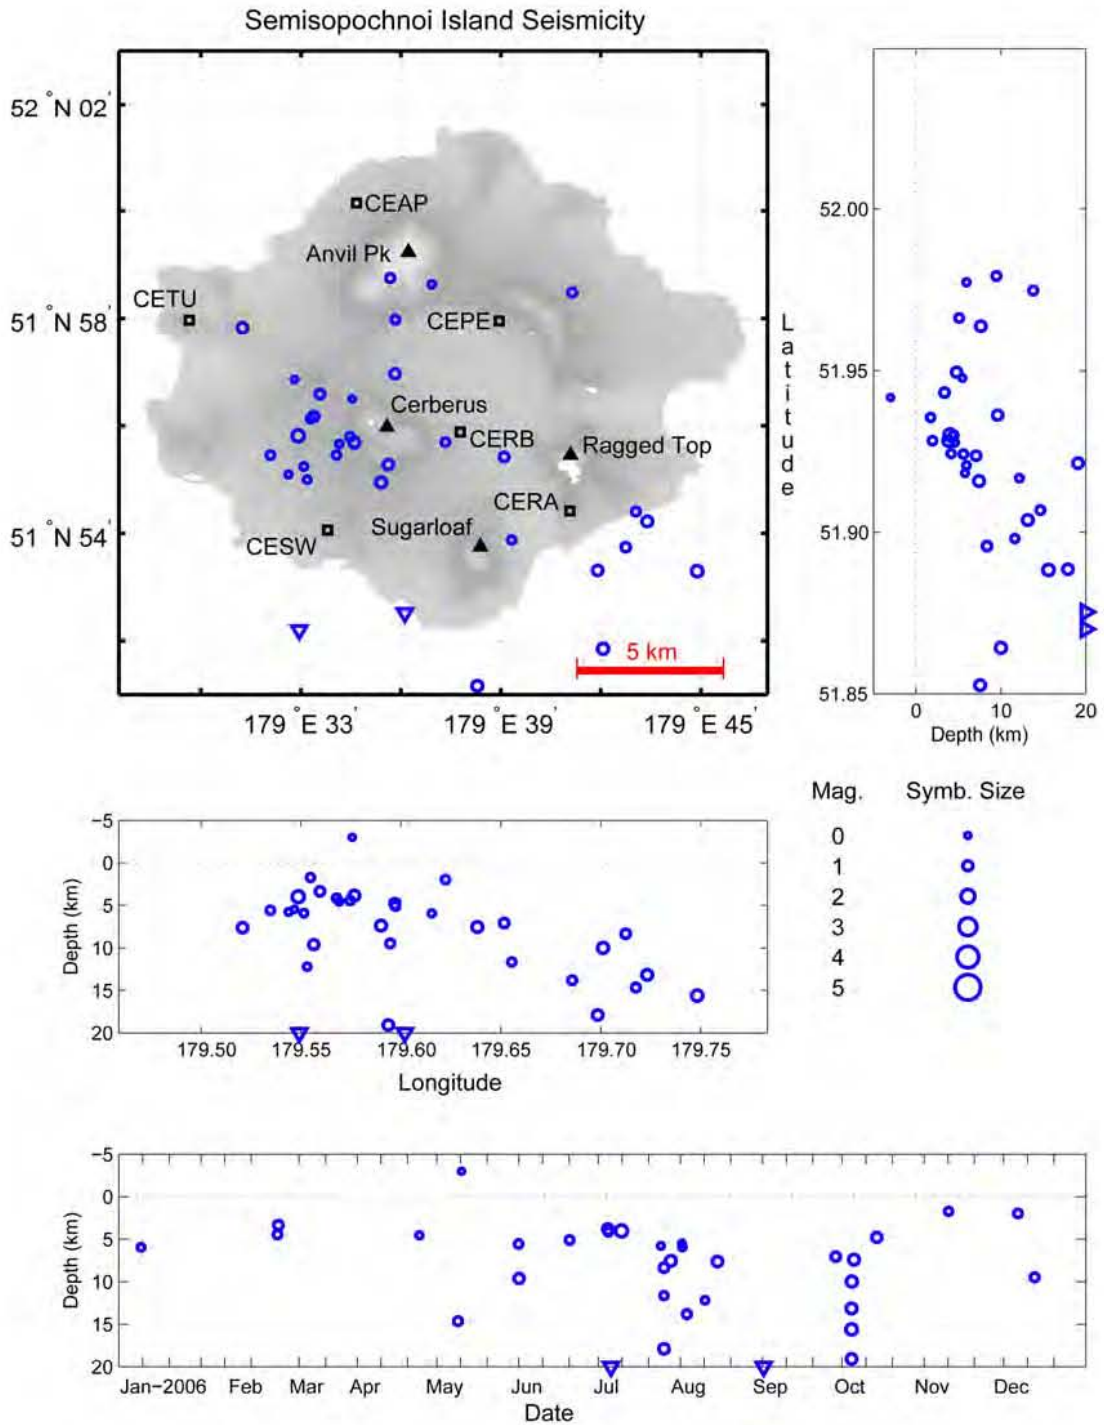 Semisopochnoi Island Seismicity
52 °N 02'
CEAP
Anvil Pk
CETU
51 °N 58'
CEPE
Cerberus
CERB
Ragged Top
CERA
Sugarloaf
51 °N 54'
CESW
5 km
179 °E 33' 179 °E 39' 179 °E 45'
Latitude
52.00
51.95
51.90
51.85
0 10 20
Depth (km)
Mag. Symb. Size
0
1
2
3
4
5
−5
0
5
10
15
20
Depth (km)
179.50 179.55 179.60 179.65 179.70 179.75
Longitude
−5
0
5
10
15
20
Depth (km)
Jan−2006 Feb Mar Apr May Jun Jul Aug Sep Oct Nov Dec
Date